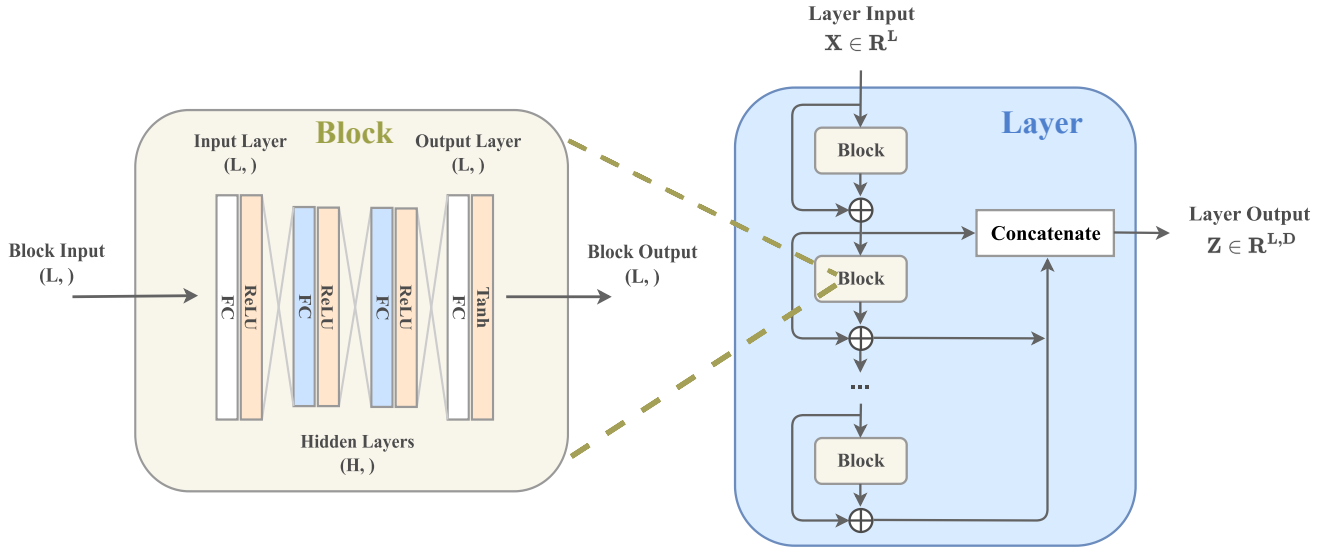 Block
Input Layer
(L, )
Output Layer
(L, )
Block Input
(L, )
FC
ReLU
FC
ReLU
FC
ReLU
FC
Tanh
Hidden Layers
(H, )
Block Output
(L, )
Layer Input
X ∈ R^L
Layer
Block
Block
...
Block
Concatenate
Layer Output
Z ∈ R^{L,D}